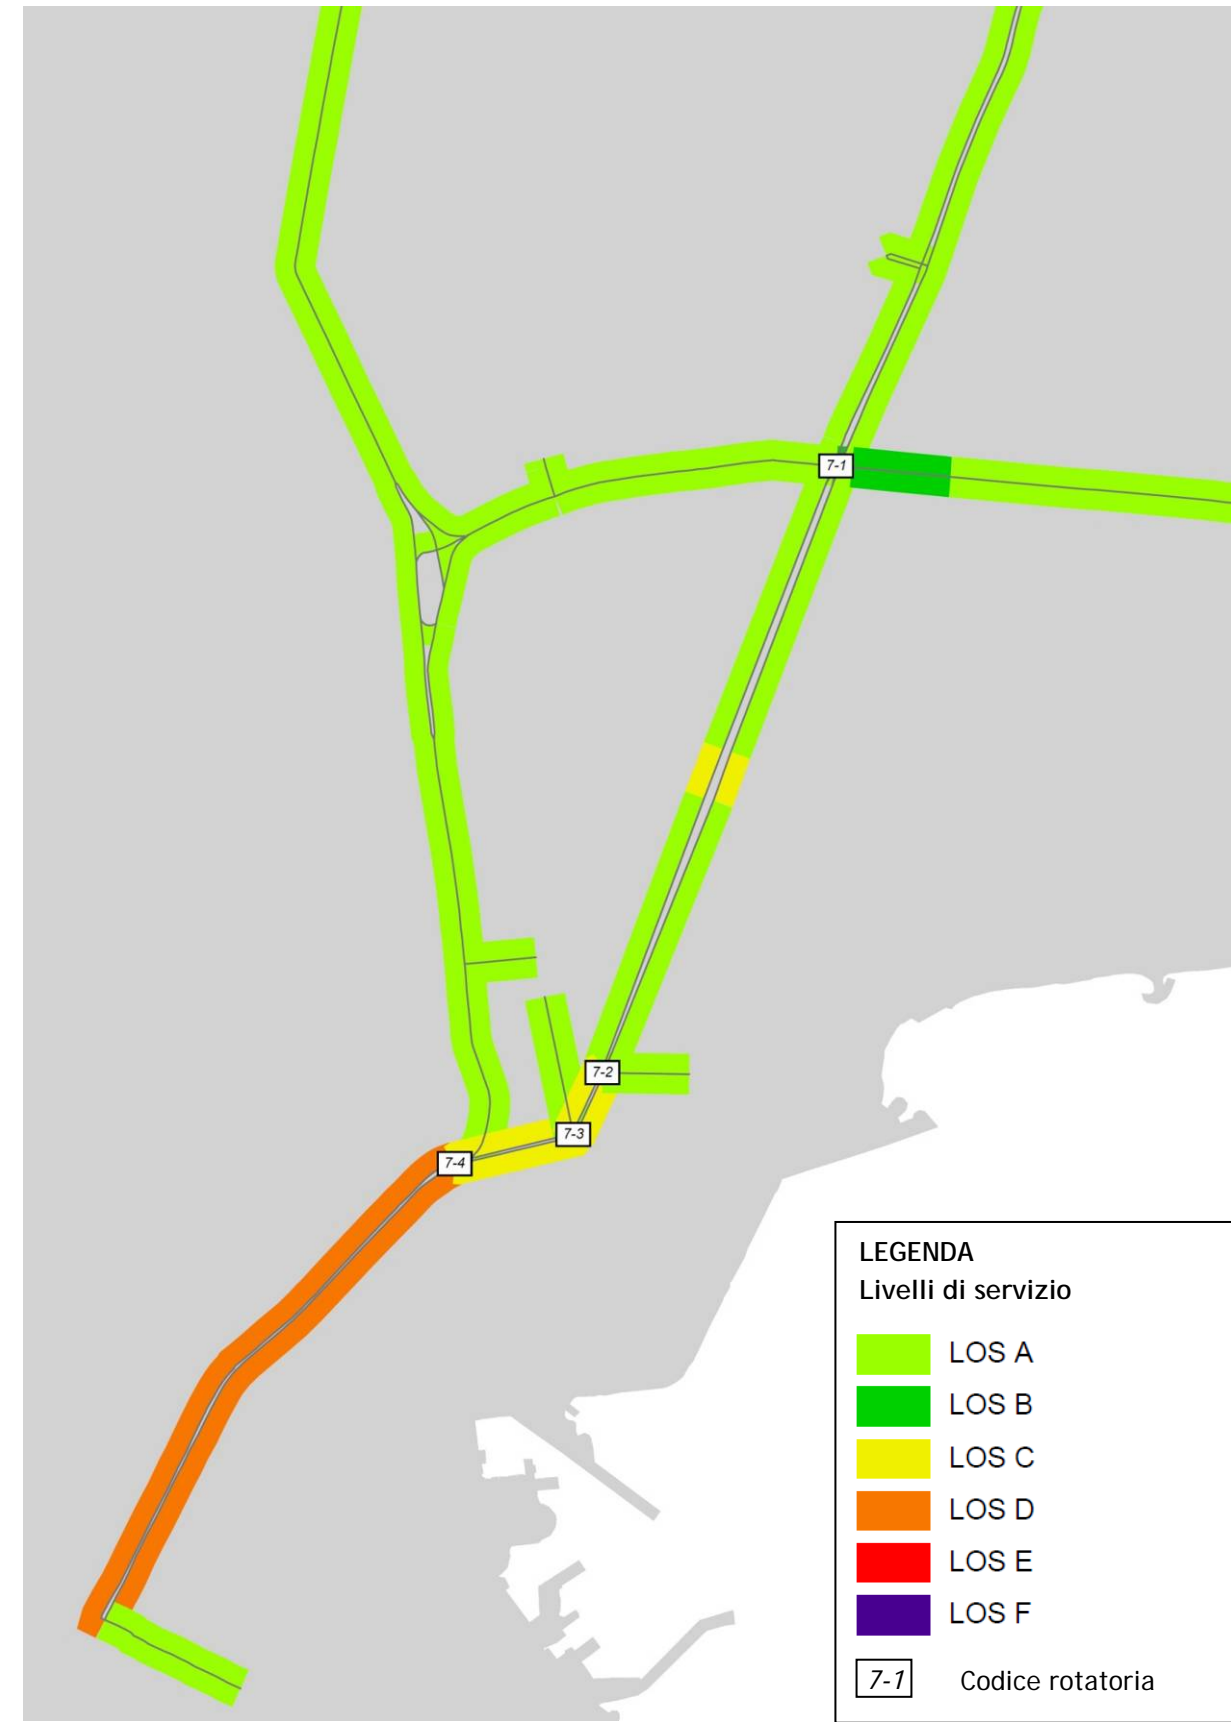 7-1
7-2
7-3
7-4
LEGENDA
Livelli di servizio
LOS A
LOS B
LOS C
LOS D
LOS E
LOS F
7-1 Codice rotatoria